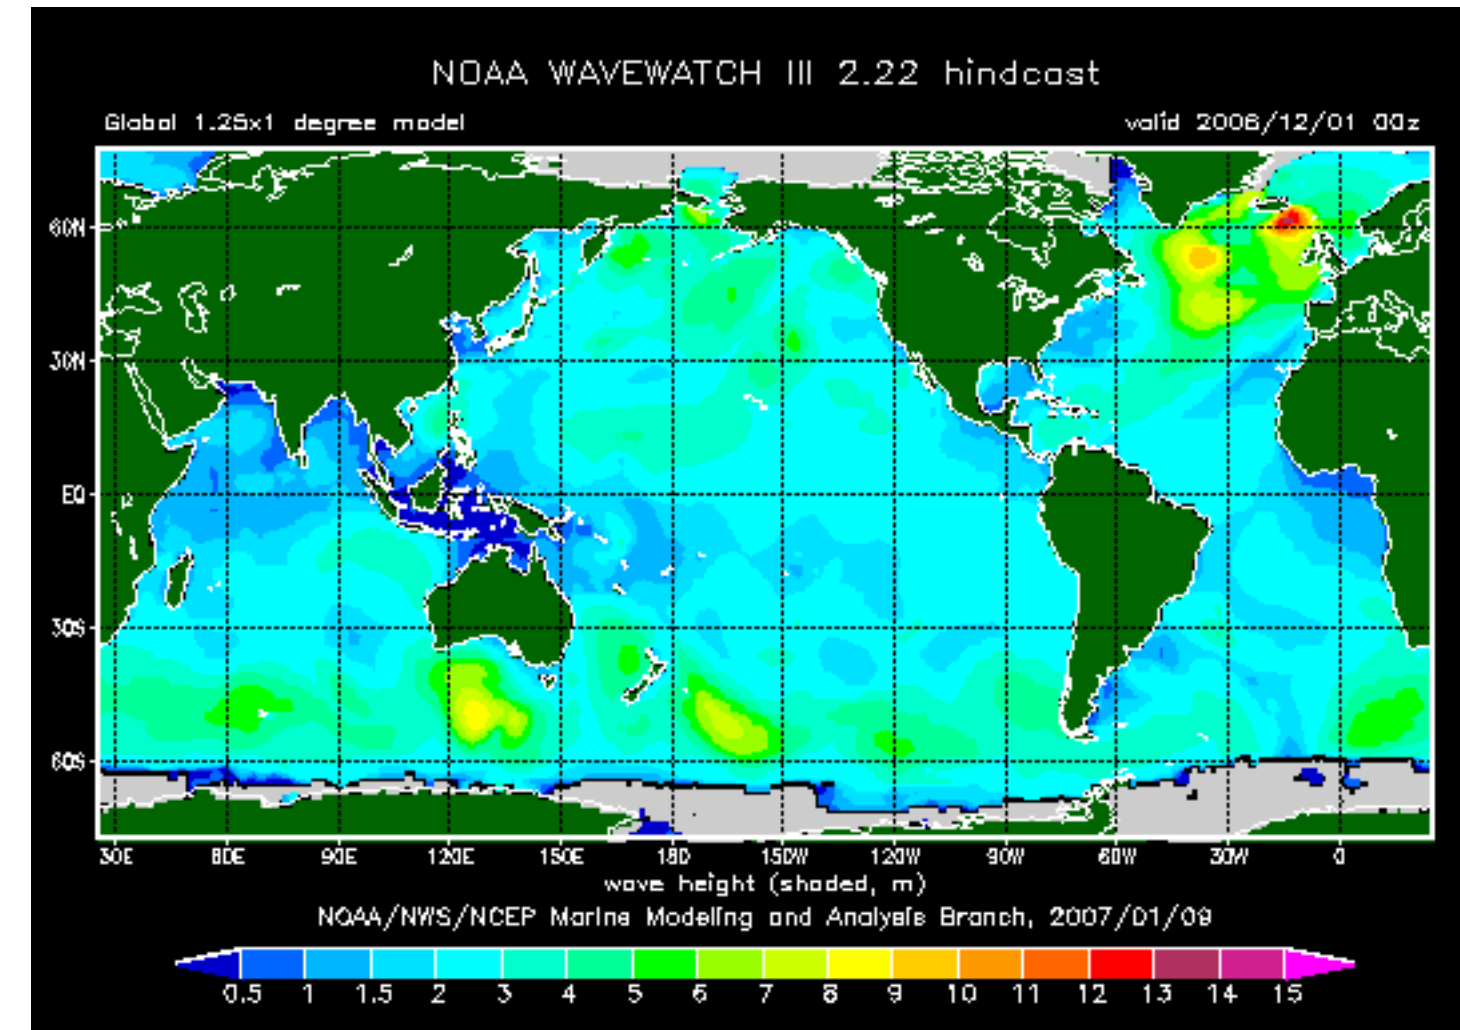 NOAA WAVEWATCH III 2.22 hindcast
Global 1.25x1 degree model valid 2006/12/01 00z
60N
30N
EQ
30S
60S
30E 60E 90E 120E 150E 180 150W 120W 90W 60W 30W 0
wave height (shaded, m)
NOAA/NWS/NCEP Marine Modeling and Analysis Branch, 2007/01/09
0.5 1 1.5 2 3 4 5 6 7 8 9 10 11 12 13 14 15